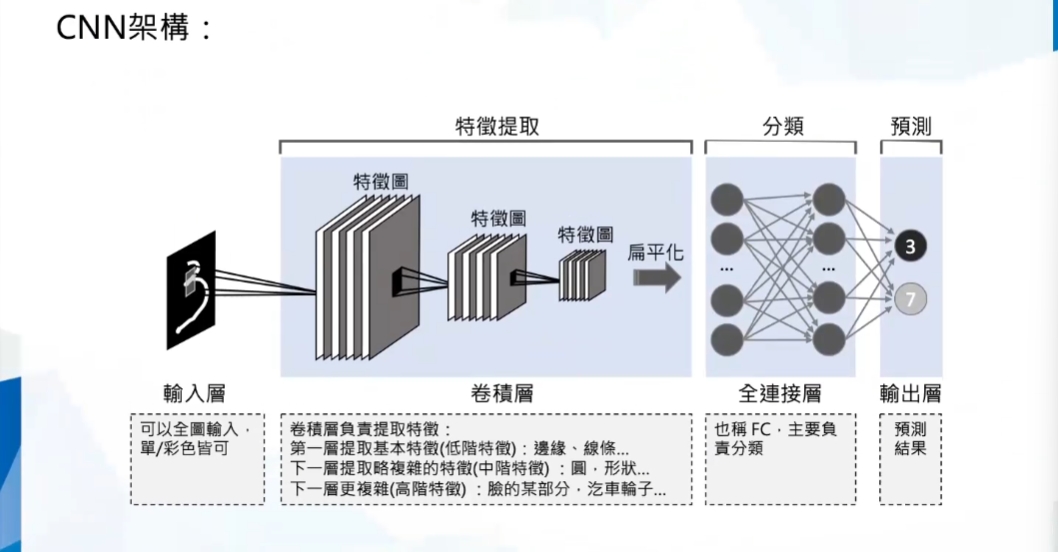 CNN架構：
特徵提取
分類
預測
特徵圖
特徵圖
特徵圖
扁平化
...
...
3
7
輸入層
卷積層
全連接層
輸出層
可以全圖輸入，
單/彩色皆可
卷積層負責提取特徵：
第一層提取基本特徵(低階特徵)：邊緣、線條...
下一層提取略複雜的特徵(中階特徵) ：圓，形狀...
下一層更複雜(高階特徵) ：臉的某部分，汔車輪子...
也稱 FC，主要負
責分類
預測
結果